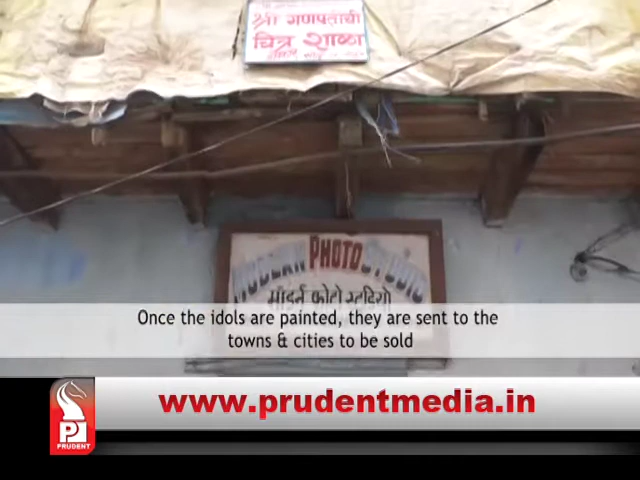 श्री गणपतीची
चित्र शाळा
MODERN PHOTO STUDIO
मॉडर्न फोटो स्टुडियो
Once the idols are painted, they are sent to the
towns & cities to be sold
www.prudentmedia.in
P
PRUDENT